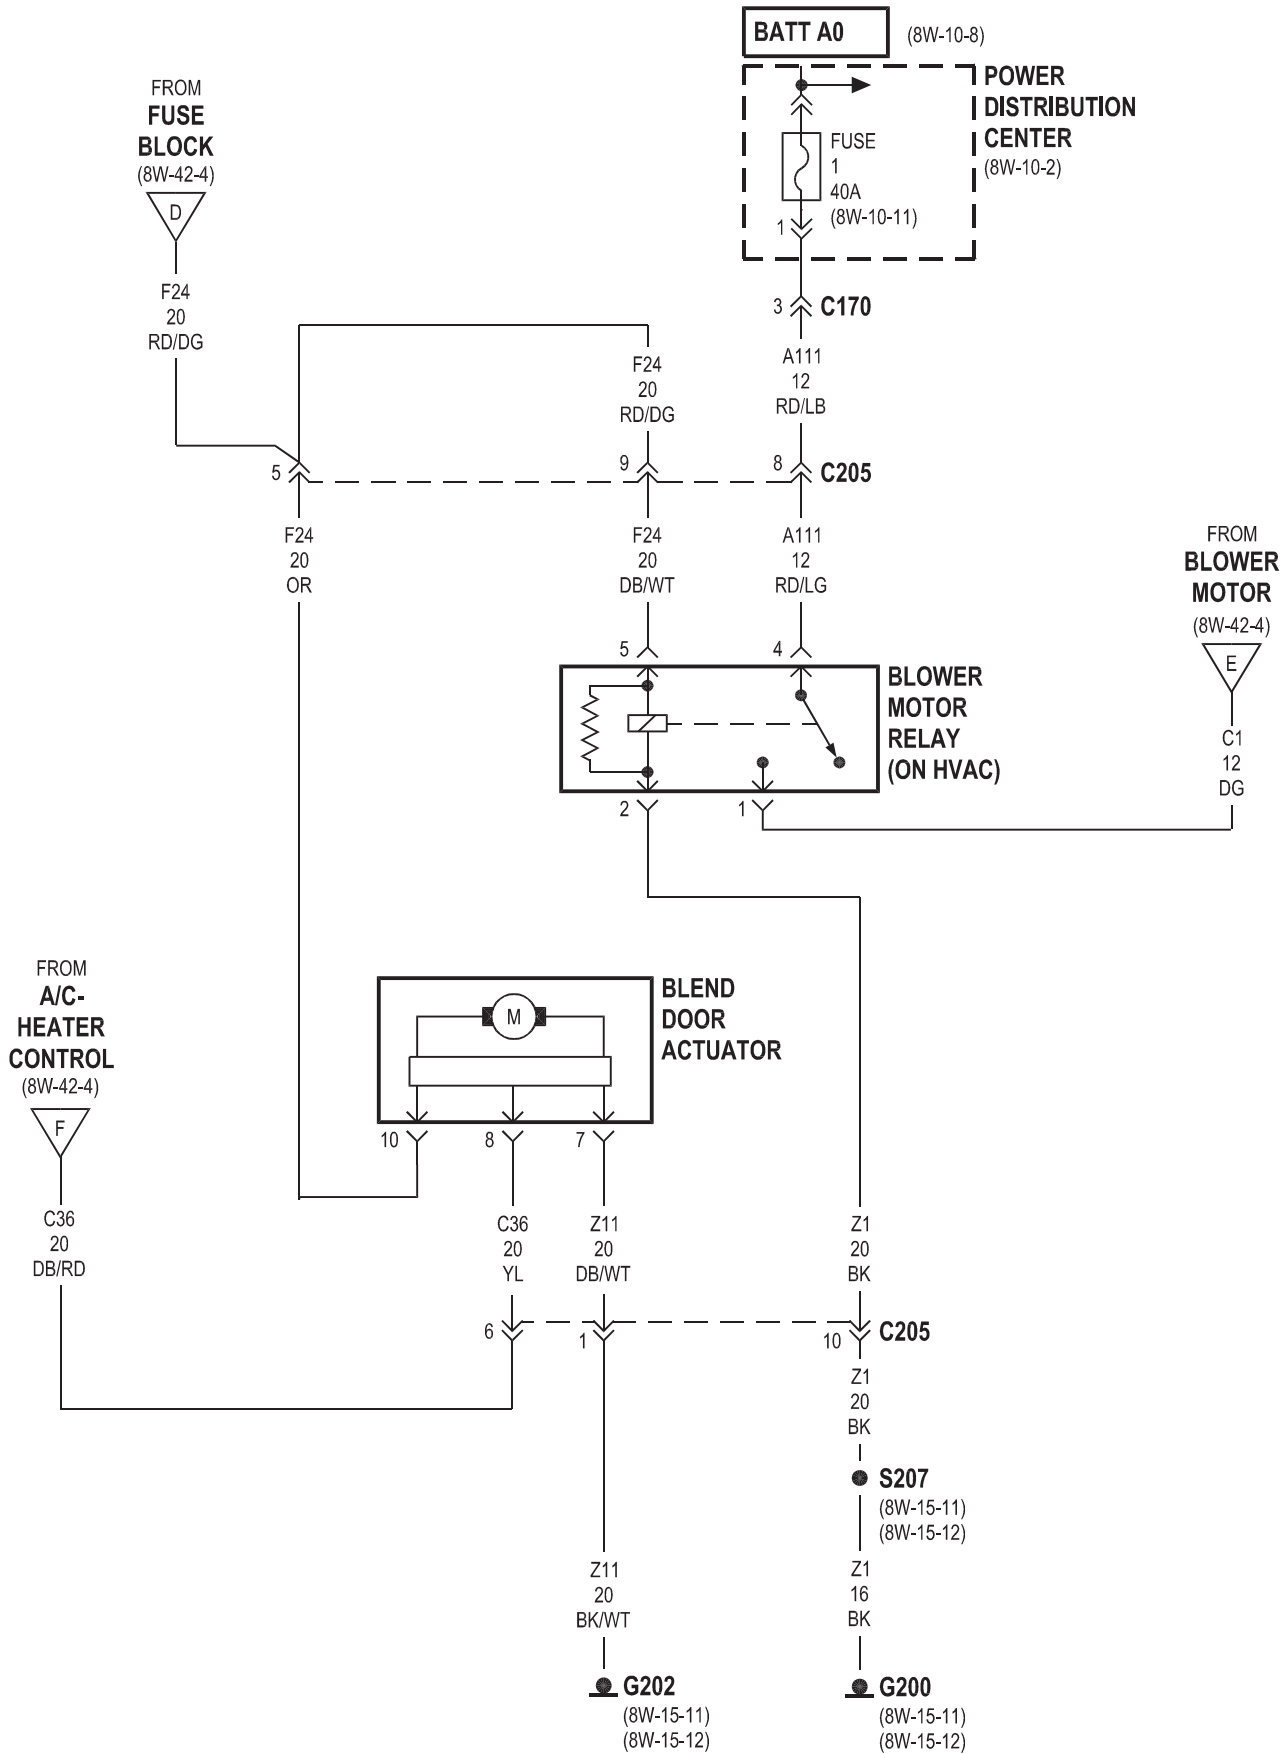 BATT A0
(8W-10-8)
POWER
DISTRIBUTION
CENTER
(8W-10-2)
FUSE
1
40A
(8W-10-11)
1
FROM
FUSE
BLOCK
(8W-42-4)
D
F24
20
RD/DG
3
C170
F24
20
RD/DG
A111
12
RD/LB
5
9
8
C205
F24
20
OR
F24
20
DB/WT
A111
12
RD/LG
FROM
BLOWER
MOTOR
(8W-42-4)
E
C1
12
DG
5
4
BLOWER
MOTOR
RELAY
(ON HVAC)
2
1
FROM
A/C-
HEATER
CONTROL
(8W-42-4)
F
C36
20
DB/RD
M
BLEND
DOOR
ACTUATOR
10
8
7
C36
20
YL
Z11
20
DB/WT
Z1
20
BK
6
1
10
C205
Z1
20
BK
S207
(8W-15-11)
(8W-15-12)
Z11
20
BK/WT
Z1
16
BK
G202
(8W-15-11)
(8W-15-12)
G200
(8W-15-11)
(8W-15-12)